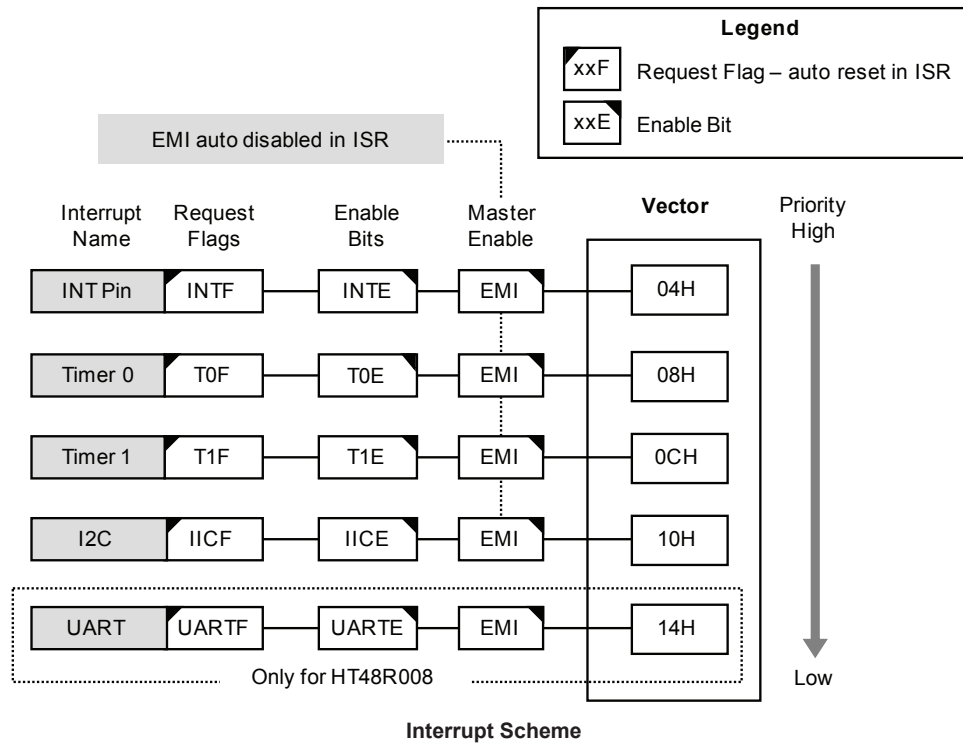 Legend
xxF Request Flag – auto reset in ISR
xxE Enable Bit
EMI auto disabled in ISR
Interrupt Name
Request Flags
Enable Bits
Master Enable
Vector
Priority High
INT Pin INTF INTE EMI 04H
Timer 0 T0F T0E EMI 08H
Timer 1 T1F T1E EMI 0CH
I2C IICF IICE EMI 10H
UART UARTF UARTE EMI 14H
Only for HT48R008
Low
Interrupt Scheme